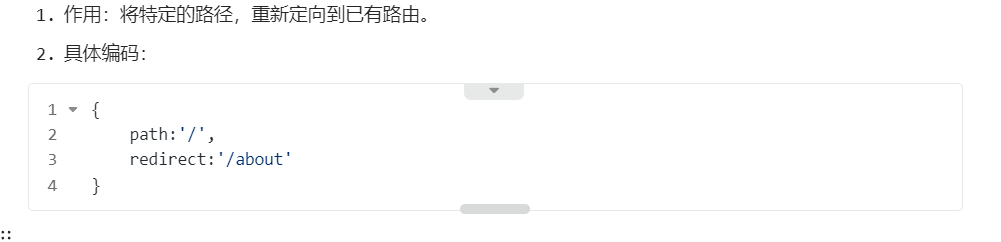 1. 作用：将特定的路径，重新定向到已有路由。
2. 具体编码：
1 {
2 path:'/',
3 redirect:'/about'
4 }